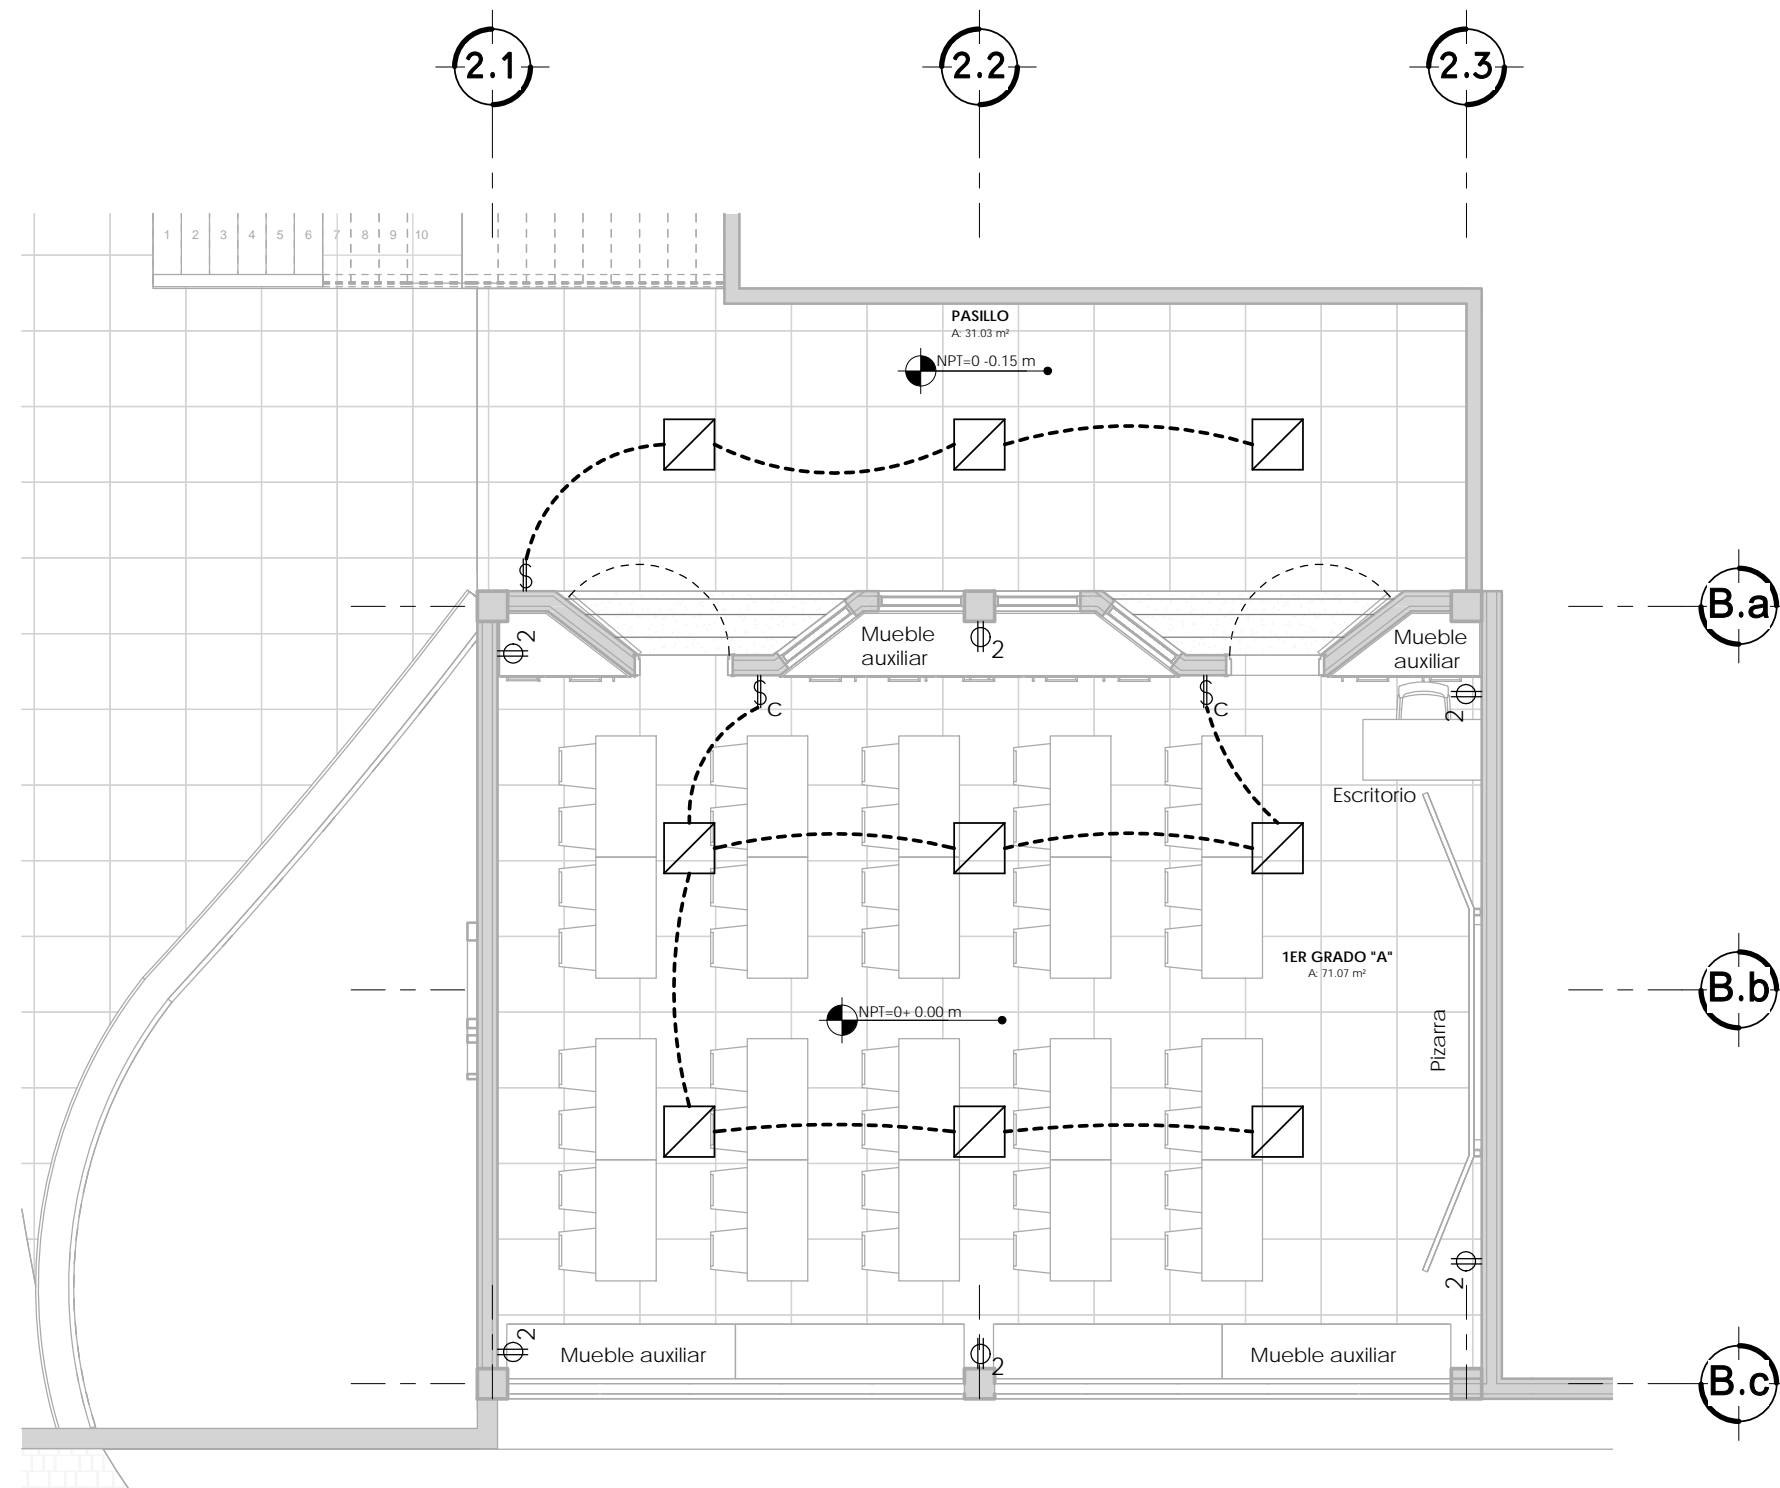 2.1
2.2
2.3
1 2 3 4 5 6 7 8 9 10
PASILLO
A: 31.03 m²
NPT=0 -0.15 m
S
B.a
2
Mueble
auxiliar
2
Mueble
auxiliar
S
C
S
C
2
Escritorio
1ER GRADO "A"
A: 71.07 m²
B.b
NPT=0+ 0.00 m
Pizarra
2
2
Mueble auxiliar
2
Mueble auxiliar
B.c